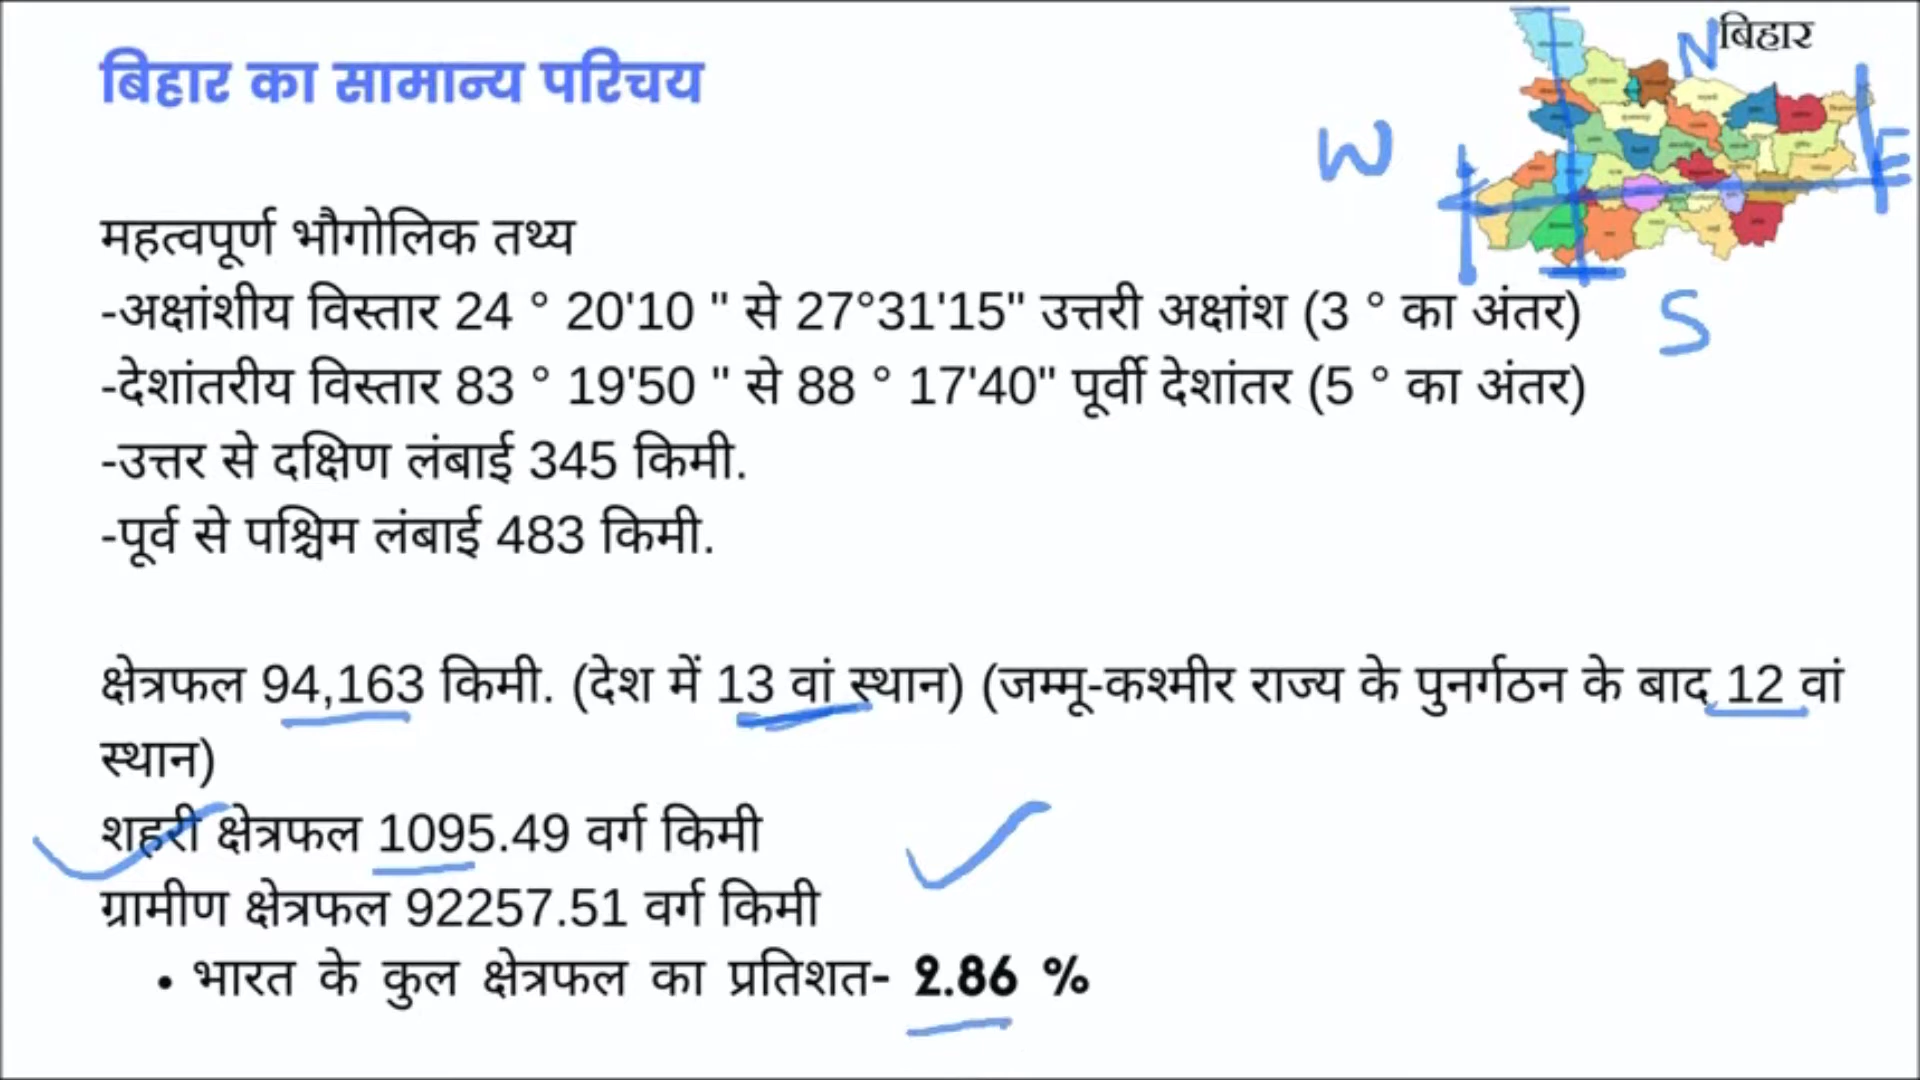 बिहार का सामान्य परिचय
बिहार
N
W
E
S
महत्वपूर्ण भौगोलिक तथ्य
-अक्षांशीय विस्तार 24 ° 20'10 " से 27°31'15" उत्तरी अक्षांश (3 ° का अंतर)
-देशांतरीय विस्तार 83 ° 19'50 " से 88 ° 17'40" पूर्वी देशांतर (5 ° का अंतर)
-उत्तर से दक्षिण लंबाई 345 किमी.
-पूर्व से पश्चिम लंबाई 483 किमी.
क्षेत्रफल 94,163 किमी. (देश में 13 वां स्थान) (जम्मू-कश्मीर राज्य के पुनर्गठन के बाद 12 वां
स्थान)
शहरी क्षेत्रफल 1095.49 वर्ग किमी
ग्रामीण क्षेत्रफल 92257.51 वर्ग किमी
• भारत के कुल क्षेत्रफल का प्रतिशत- 2.86 %